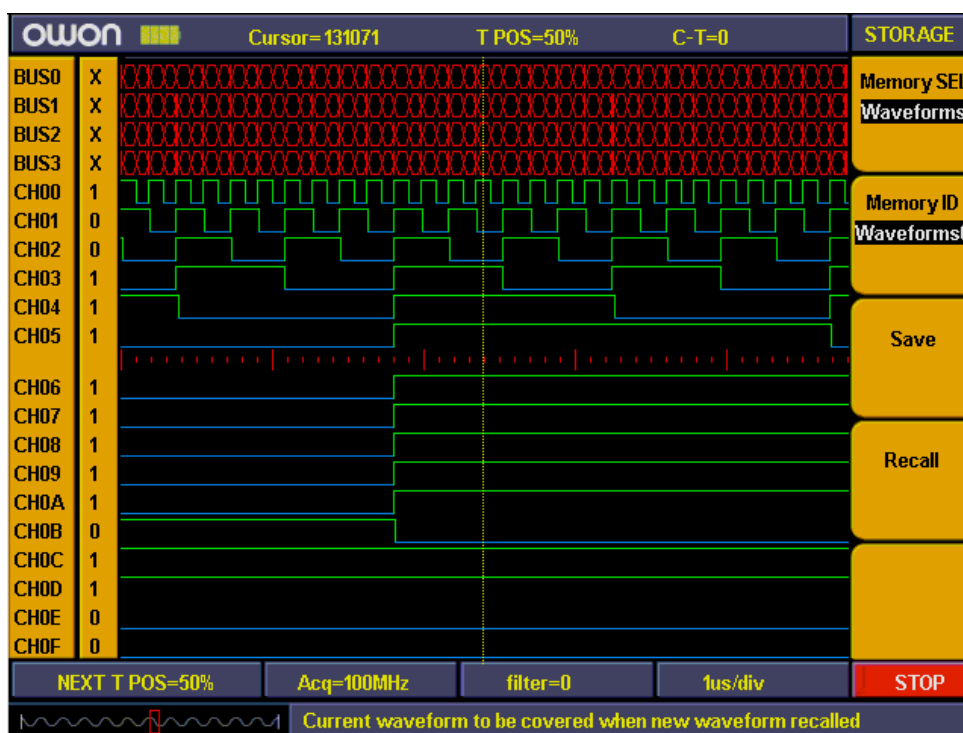 owon Cursor=131071 T POS=50% C-T=0 STORAGE
BUS0 X
BUS1 X
BUS2 X
BUS3 X
CH00 1
CH01 0
CH02 0
CH03 1
CH04 1
CH05 1
CH06 1
CH07 1
CH08 1
CH09 1
CH0A 1
CH0B 0
CH0C 1
CH0D 1
CH0E 0
CH0F 0
Memory SEL
Waveforms
Memory ID
Save
Recall
NEXT T POS=50% Acq=100MHz filter=0 1us/div STOP
Current waveform to be covered when new waveform recalled